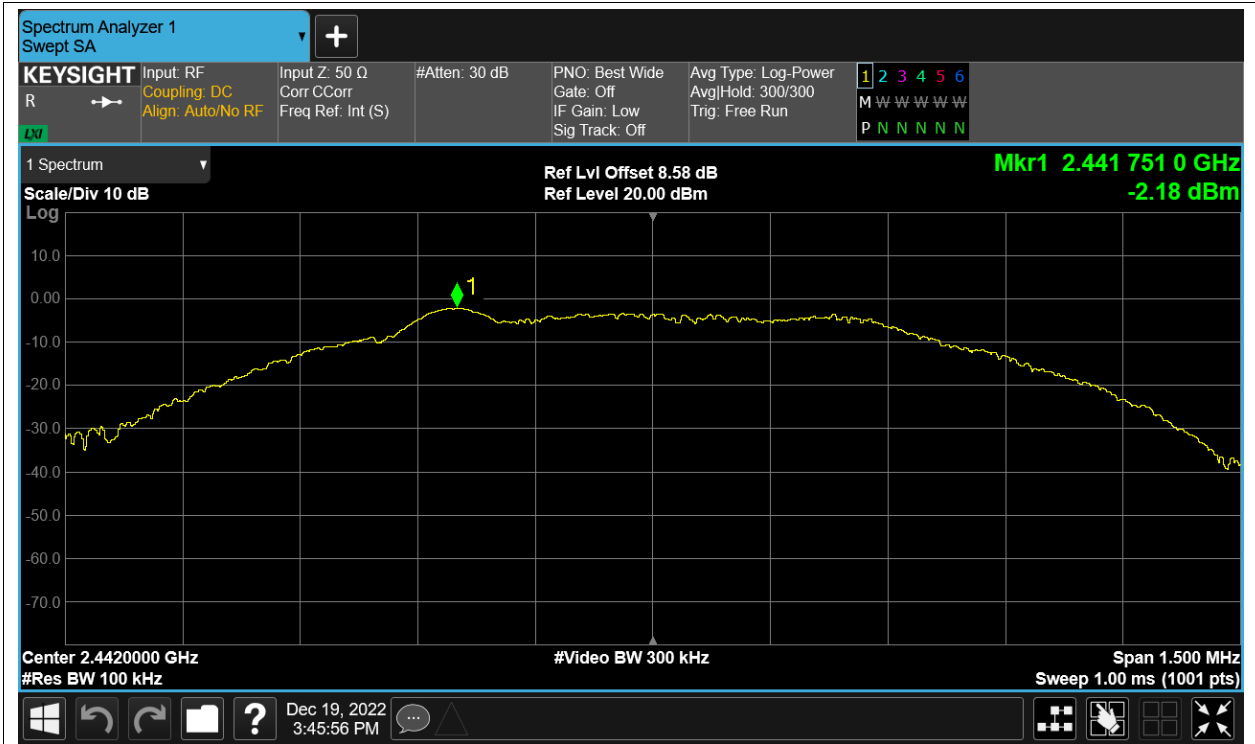 Spectrum Analyzer 1
Swept SA
+
KEYSIGHT
R
LXI
Input: RF
Coupling: DC
Align: Auto/No RF
Input Z: 50 Ω
Corr CCorr
Freq Ref: Int (S)
#Atten: 30 dB
PNO: Best Wide
Gate: Off
IF Gain: Low
Sig Track: Off
Avg Type: Log-Power
Avg|Hold: 300/300
Trig: Free Run
1 2 3 4 5 6
M W W W W W
P N N N N N
1 Spectrum
Scale/Div 10 dB
Log
Ref Lvl Offset 8.58 dB
Ref Level 20.00 dBm
Mkr1 2.441 751 0 GHz
-2.18 dBm
10.0
0.00
-10.0
-20.0
-30.0
-40.0
-50.0
-60.0
-70.0
1
Center 2.4420000 GHz
#Res BW 100 kHz
#Video BW 300 kHz
Span 1.500 MHz
Sweep 1.00 ms (1001 pts)
?
Dec 19, 2022
3:45:56 PM